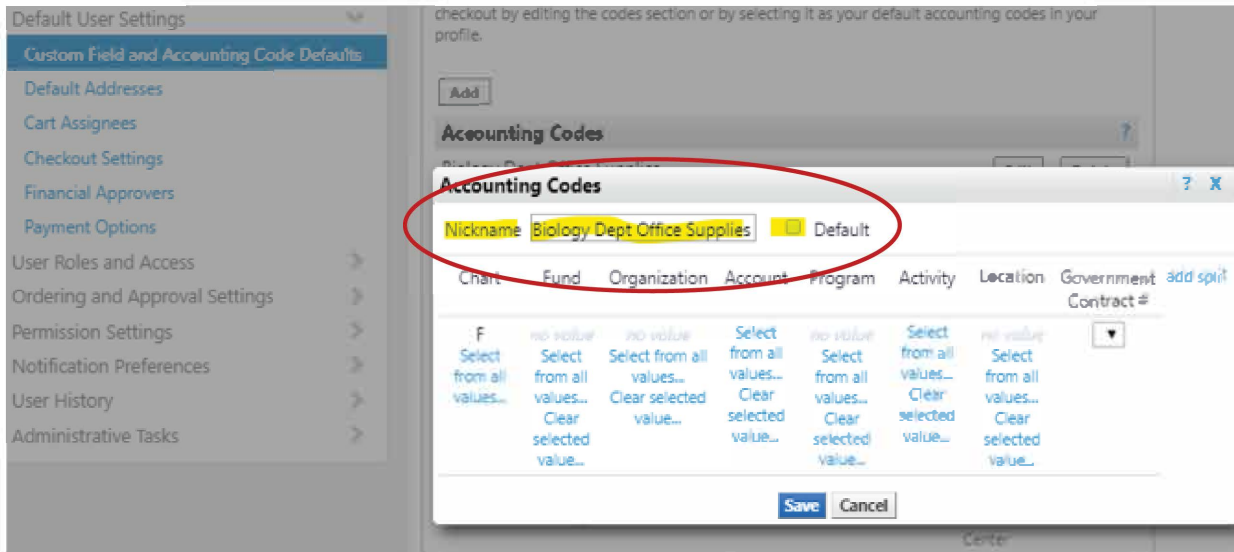 Default User Settings
Custom Field and Accounting Code Defaults
Default Addresses
Cart Assignees
Checkout Settings
Financial Approvers
Payment Options
User Roles and Access
Ordering and Approval Settings
Permission Settings
Notification Preferences
User History
Administrative Tasks
checkout by editing the codes section or by selecting it as your default accounting codes in your
profile.
Add
Accounting Codes ?
Biology Dept Office Supplies
Accounting Codes ? X
Nickname Biology Dept Office Supplies Default
Chart Fund Organization Account Program Activity Location Government Contract # add split
F
Select from all values...
no value
Select from all values...
Clear selected value...
no value
Select from all values...
Clear selected value...
Select from all values...
Clear selected value...
no value
Select from all values...
Clear selected value...
Select from all values...
Clear selected value...
no value
Select from all values...
Clear selected value...
Save Cancel
Center